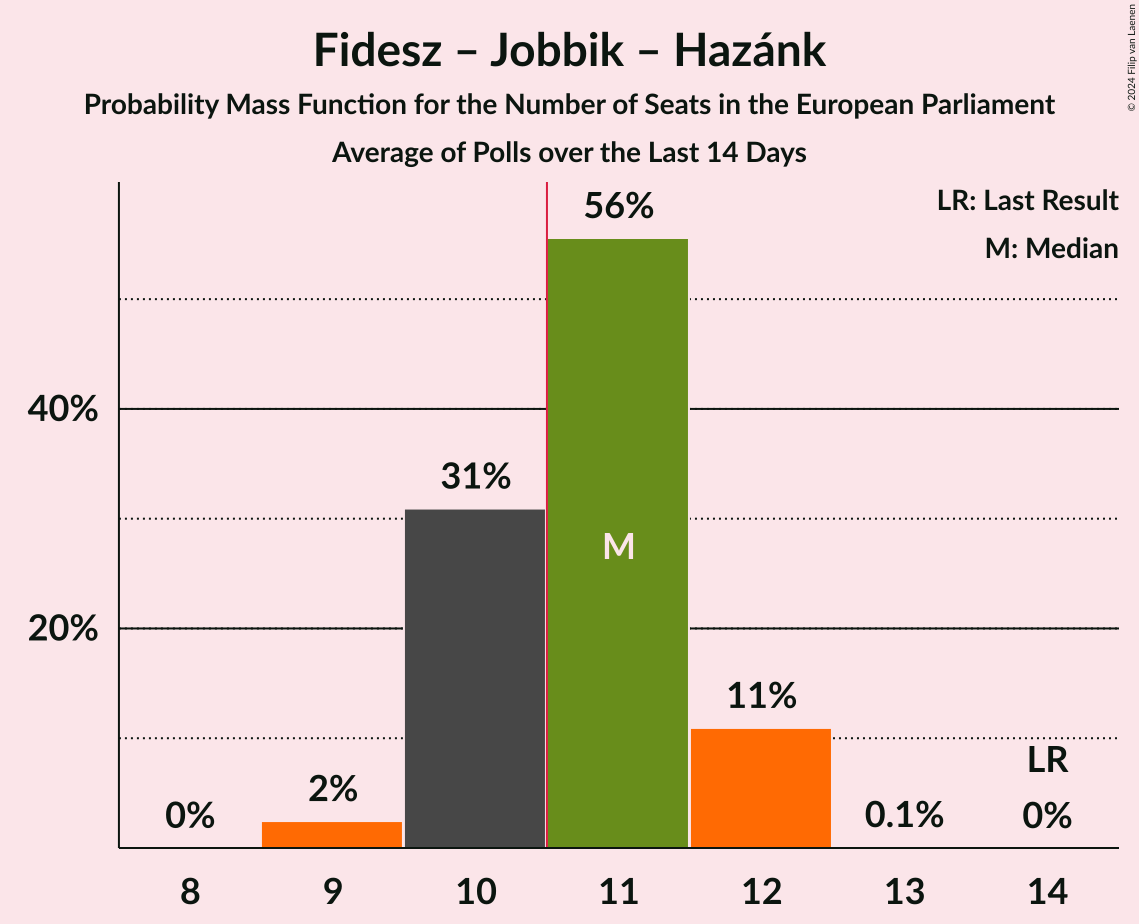 Fidesz – Jobbik – Hazánk
Probability Mass Function for the Number of Seats in the European Parliament
Average of Polls over the Last 14 Days
© 2024 Filip van Laenen
LR: Last Result
M: Median
56%
40%
31%
M
20%
11%
LR
2%
0%
0.1%
0%
8 9 10 11 12 13 14